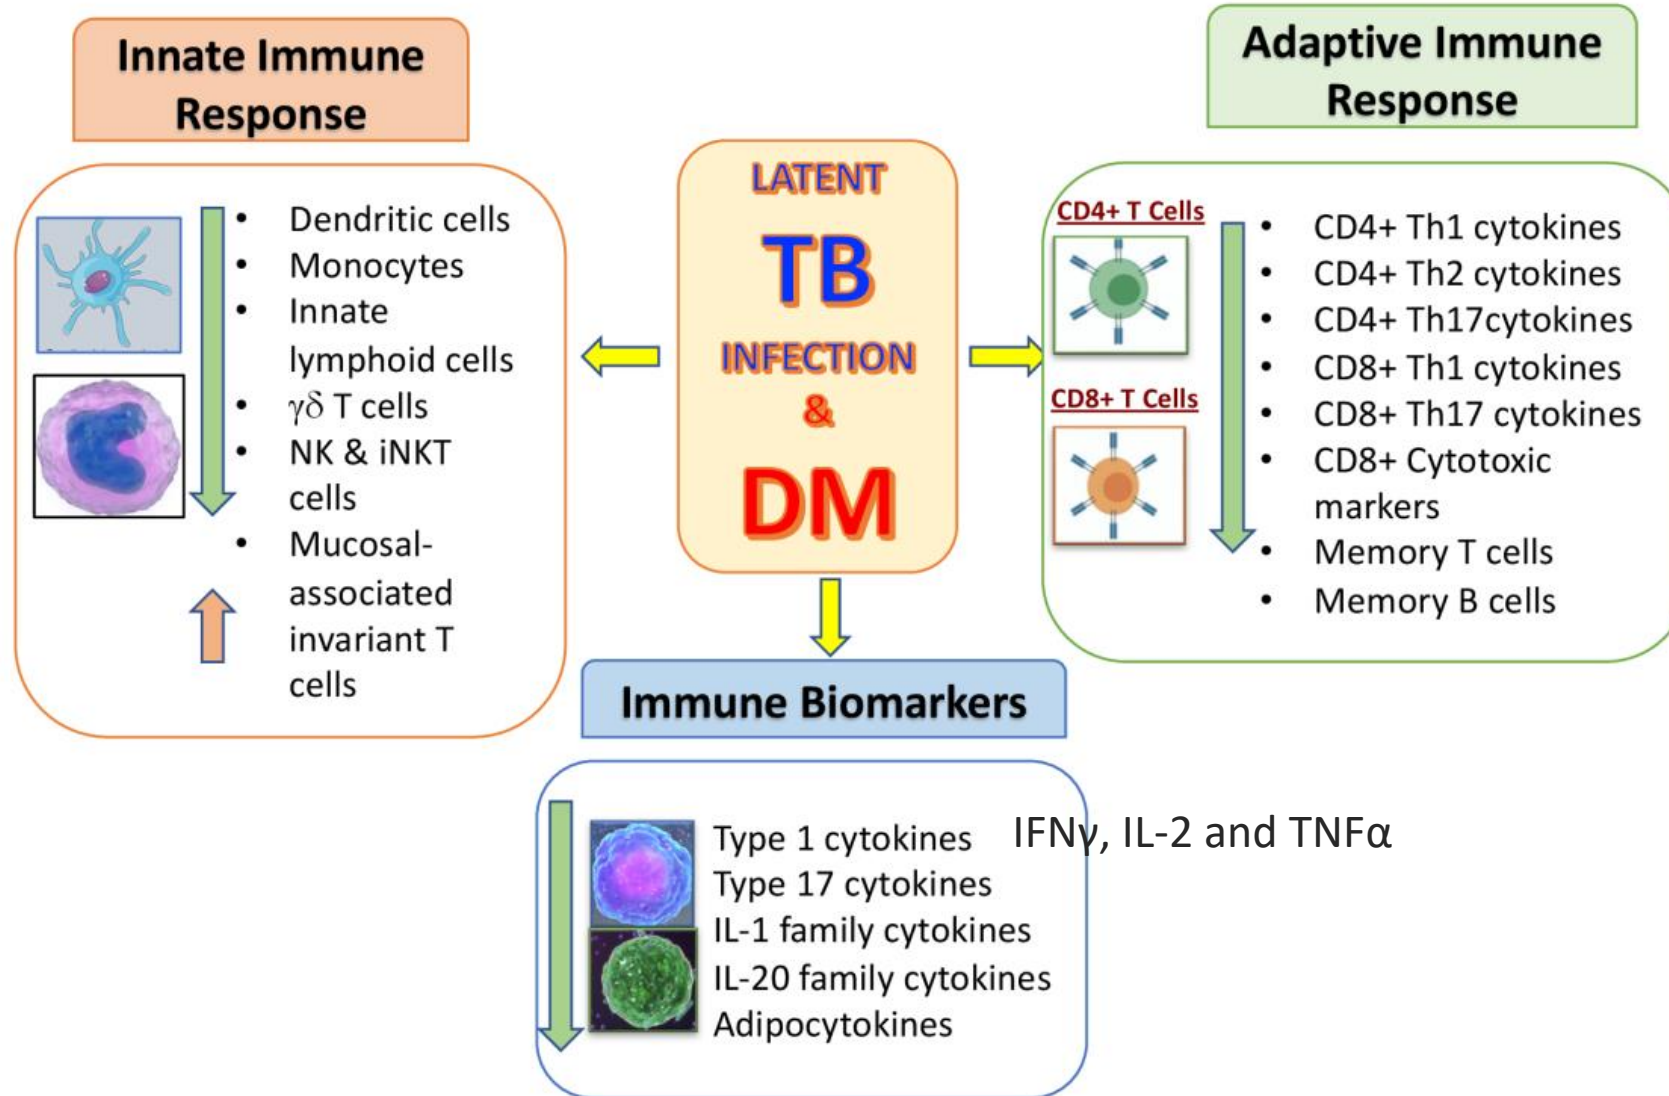 Innate Immune
Response
• Dendritic cells
• Monocytes
• Innate
lymphoid cells
• γδ T cells
• NK & iNKT
cells
• Mucosal-
associated
invariant T
cells
LATENT
TB
INFECTION
&
DM
Adaptive Immune
Response
CD4+ T Cells
CD8+ T Cells
• CD4+ Th1 cytokines
• CD4+ Th2 cytokines
• CD4+ Th17cytokines
• CD8+ Th1 cytokines
• CD8+ Th17 cytokines
• CD8+ Cytotoxic
markers
• Memory T cells
• Memory B cells
Immune Biomarkers
Type 1 cytokines IFNγ, IL-2 and TNFα
Type 17 cytokines
IL-1 family cytokines
IL-20 family cytokines
Adipocytokines